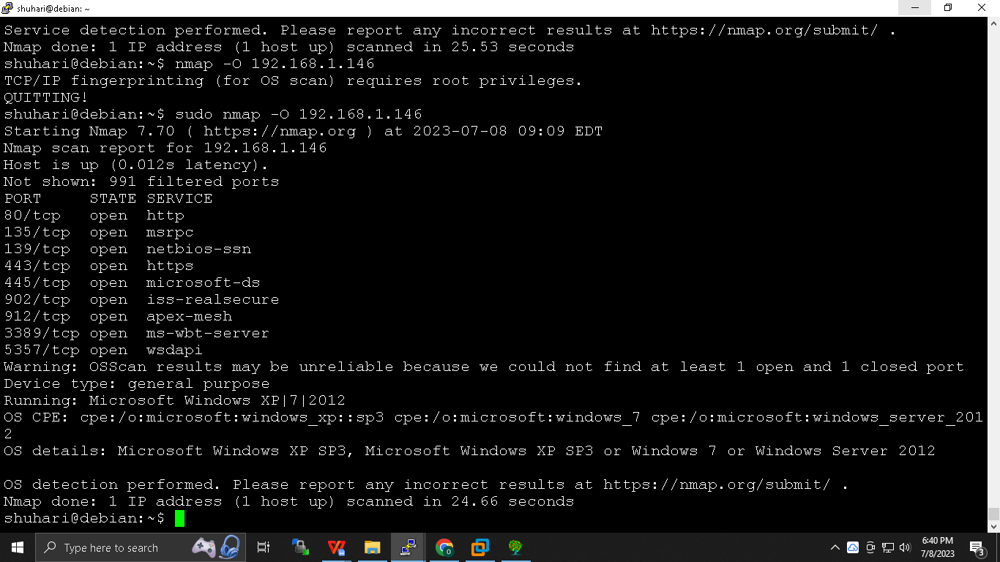 shuhari@debian: ~
Service detection performed. Please report any incorrect results at https://nmap.org/submit/ .
Nmap done: 1 IP address (1 host up) scanned in 25.53 seconds
shuhari@debian:~$ nmap -O 192.168.1.146
TCP/IP fingerprinting (for OS scan) requires root privileges.
QUITTING!
shuhari@debian:~$ sudo nmap -O 192.168.1.146
Starting Nmap 7.70 ( https://nmap.org ) at 2023-07-08 09:09 EDT
Nmap scan report for 192.168.1.146
Host is up (0.012s latency).
Not shown: 991 filtered ports
PORT     STATE SERVICE
80/tcp   open  http
135/tcp  open  msrpc
139/tcp  open  netbios-ssn
443/tcp  open  https
445/tcp  open  microsoft-ds
902/tcp  open  iss-realsecure
912/tcp  open  apex-mesh
3389/tcp open  ms-wbt-server
5357/tcp open  wsdapi
Warning: OSScan results may be unreliable because we could not find at least 1 open and 1 closed port
Device type: general purpose
Running: Microsoft Windows XP|7|2012
OS CPE: cpe:/o:microsoft:windows_xp::sp3 cpe:/o:microsoft:windows_7 cpe:/o:microsoft:windows_server_201
2
OS details: Microsoft Windows XP SP3, Microsoft Windows XP SP3 or Windows 7 or Windows Server 2012
OS detection performed. Please report any incorrect results at https://nmap.org/submit/ .
Nmap done: 1 IP address (1 host up) scanned in 24.66 seconds
shuhari@debian:~$
Type here to search
6:40 PM
7/8/2023
3